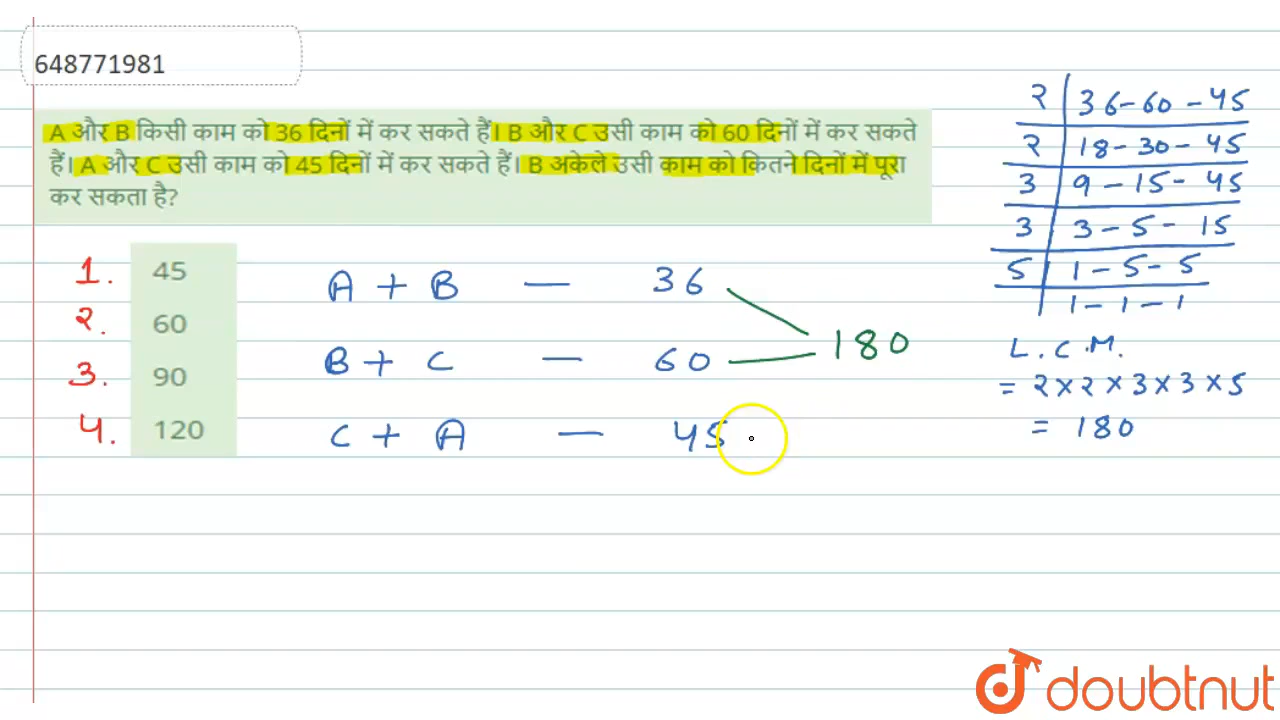 648771981
A और B किसी काम को 36 दिनों में कर सकते हैं। B और C उसी काम को 60 दिनों में कर सकते
हैं। A और C उसी काम को 45 दिनों में कर सकते हैं। B अकेले उसी काम को कितने दिनों में पूरा
कर सकता है?
1. 45
2. 60
3. 90
4. 120
A + B — 36
B + C — 60
C + A — 45
180
2 36 - 60 - 45
2 18 - 30 - 45
3 9 - 15 - 45
3 3 - 5 - 15
5 1 - 5 - 5
1 - 1 - 1
L.C.M.
= 2 × 2 × 3 × 3 × 5
= 180
doubtnut